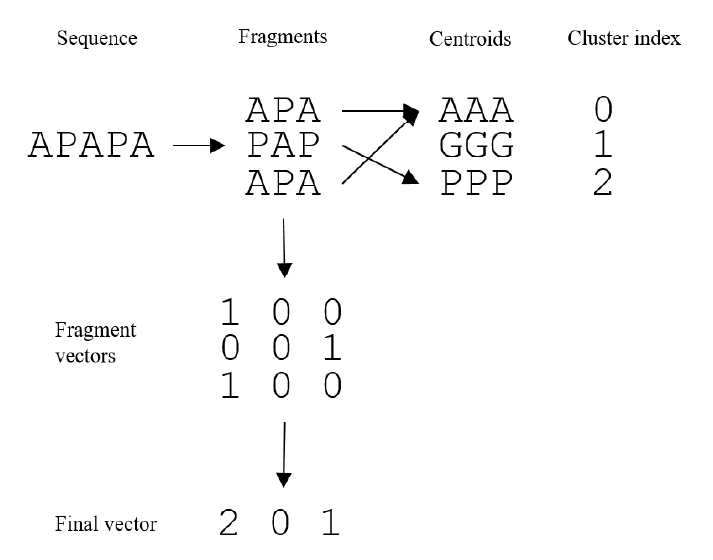 Sequence Fragments Centroids Cluster index
APA AAA 0
APAPA PAP GGG 1
APA PPP 2
1 0 0
Fragment
vectors
0 0 1
1 0 0
Final vector 2 0 1